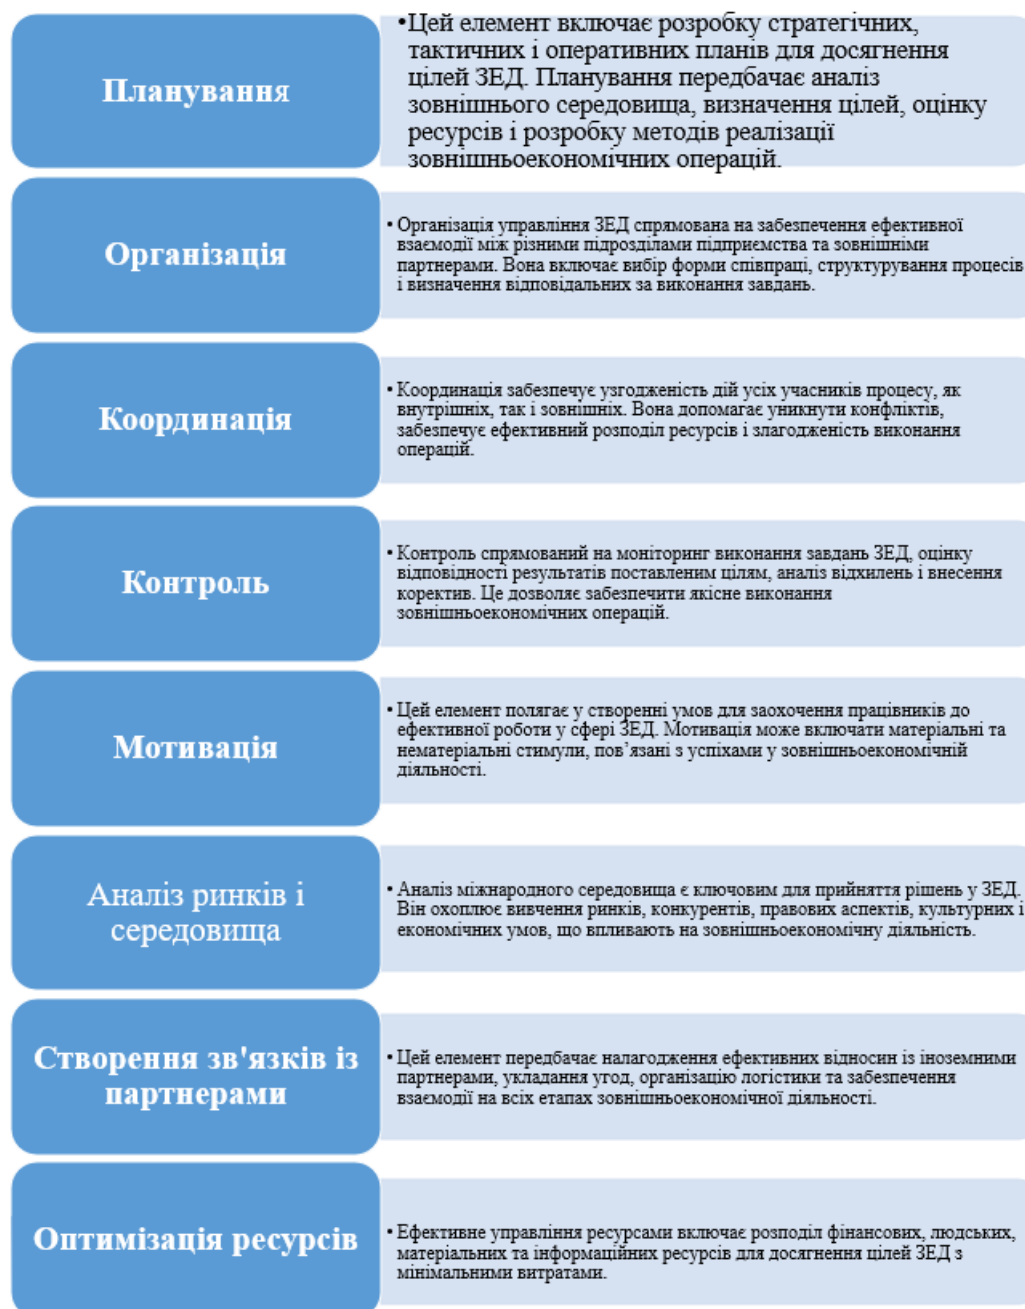 Планування
•Цей елемент включає розробку стратегічних,
тактичних і оперативних планів для досягнення
цілей ЗЕД. Планування передбачає аналіз
зовнішнього середовища, визначення цілей, оцінку
ресурсів і розробку методів реалізації
зовнішньоекономічних операцій.
Організація
• Організація управління ЗЕД спрямована на забезпечення ефективної
взаємодії між різними підрозділами підприємства та зовнішніми
партнерами. Вона включає вибір форми співпраці, структурування процесів
і визначення відповідальних за виконання завдань.
Координація
• Координація забезпечує узгодженість дій усіх учасників процесу, як
внутрішніх, так і зовнішніх. Вона допомагає уникнути конфліктів,
забезпечує ефективний розподіл ресурсів і злагодженість виконання
операцій.
Контроль
• Контроль спрямований на моніторинг виконання завдань ЗЕД, оцінку
відповідності результатів поставленим цілям, аналіз відхилень і внесення
коректив. Це дозволяє забезпечити якісне виконання
зовнішньоекономічних операцій.
Мотивація
• Цей елемент полягає у створенні умов для заохочення працівників до
ефективної роботи у сфері ЗЕД. Мотивація може включати матеріальні та
нематеріальні стимули, пов’язані з успіхами у зовнішньоекономічній
діяльності.
Аналіз ринків і
середовища
• Аналіз міжнародного середовища є ключовим для прийняття рішень у ЗЕД.
Він охоплює вивчення ринків, конкурентів, правових аспектів, культурних і
економічних умов, що впливають на зовнішньоекономічну діяльність.
Створення зв'язків із
партнерами
• Цей елемент передбачає налагодження ефективних відносин із іноземними
партнерами, укладання угод, організацію логістики та забезпечення
взаємодії на всіх етапах зовнішньоекономічної діяльності.
Оптимізація ресурсів
• Ефективне управління ресурсами включає розподіл фінансових, людських,
матеріальних та інформаційних ресурсів для досягнення цілей ЗЕД з
мінімальними витратами.